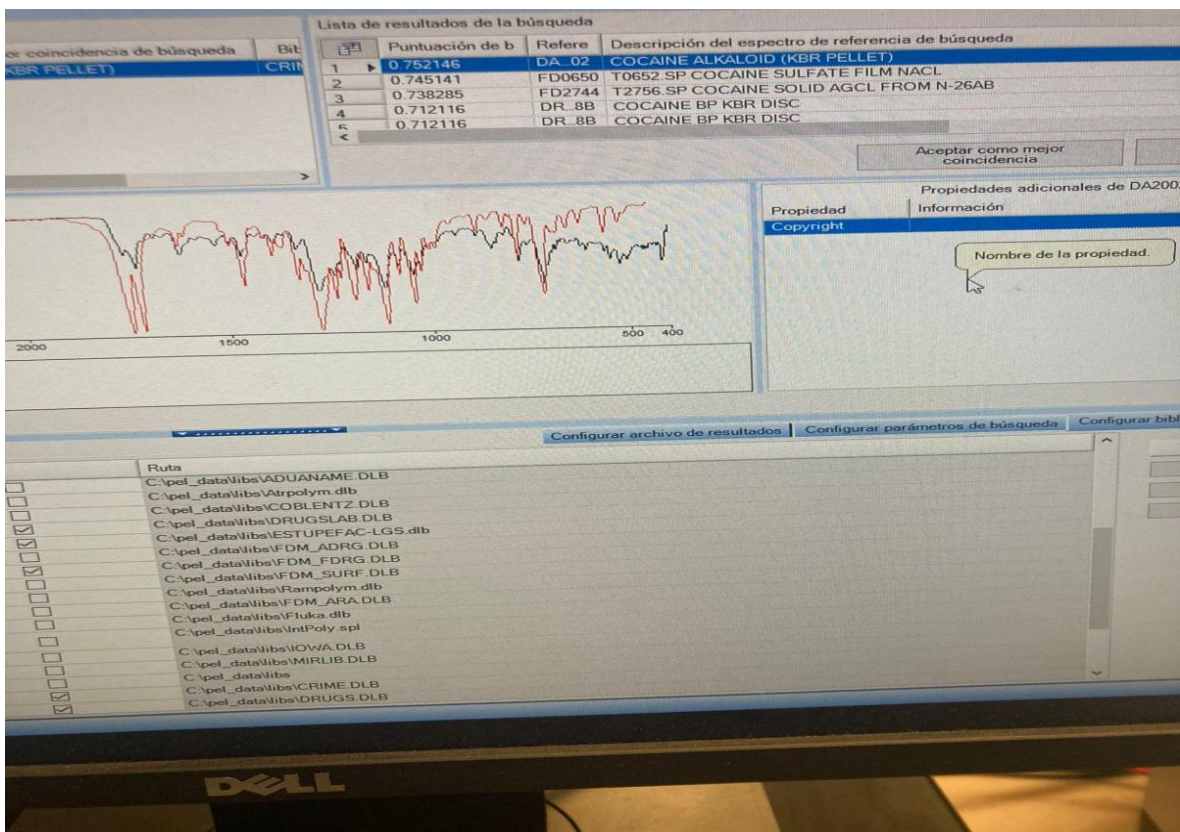 Lista de resultados de la búsqueda
or coincidencia de búsqueda Bib
KBR PELLET) CRIM
Puntuación de b Refere Descripción del espectro de referencia de búsqueda
1 0.752146 DA...02 COCAINE ALKALOID (KBR PELLET)
2 0.745141 FD0650 T0652.SP COCAINE SULFATE FILM NACL
3 0.738285 FD2744 T2756.SP COCAINE SOLID AGCL FROM N-26AB
4 0.712116 DR...8B COCAINE BP KBR DISC
5 0.712116 DR...8B COCAINE BP KBR DISC
Aceptar como mejor
coincidencia
Propiedades adicionales de DA200
Propiedad Información
Copyright
Nombre de la propiedad.
2000 1500 1000 500 400
Configurar archivo de resultados Configurar parámetros de búsqueda Configurar bibl
Ruta
C:\pel_data\libs\ADUANAME.DLB
C:\pel_data\libs\Atrpolym.dlb
C:\pel_data\libs\COBLENTZ.DLB
C:\pel_data\libs\DRUGSLAB.DLB
C:\pel_data\libs\ESTUPEFAC-LGS.dlb
C:\pel_data\libs\FDM_ADRG.DLB
C:\pel_data\libs\FDM_FDRG.DLB
C:\pel_data\libs\FDM_SURF.DLB
C:\pel_data\libs\Rampolym.dlb
C:\pel_data\libs\FDM_ARA.DLB
C:\pel_data\libs\Fluka.dlb
C:\pel_data\libs\IntPoly.spl
C:\pel_data\libs\IOWA.DLB
C:\pel_data\libs\MIRLIB.DLB
C:\pel_data\libs
C:\pel_data\libs\CRIME.DLB
C:\pel_data\libs\DRUGS.DLB
DELL